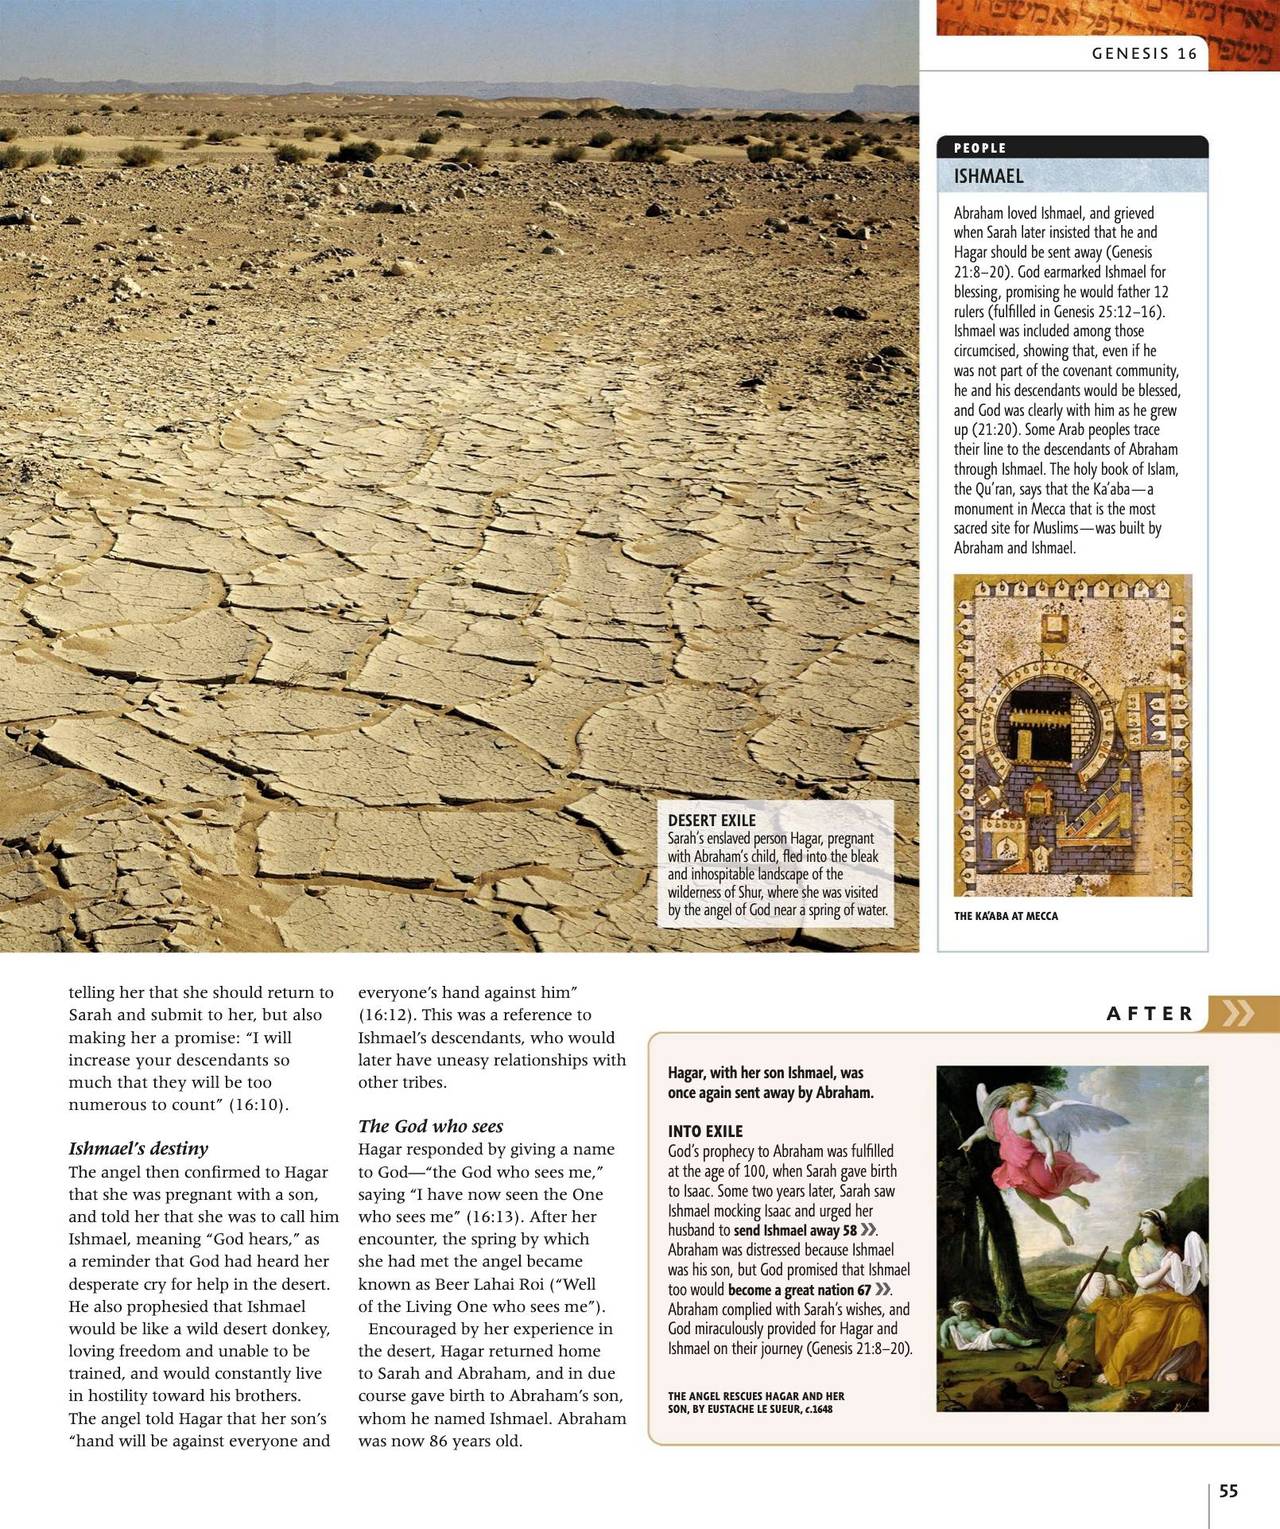 GENESIS 16
PEOPLE
ISHMAEL
Abraham loved Ishmael, and grieved
when Sarah later insisted that he and
Hagar should be sent away (Genesis
21:8–20). God earmarked Ishmael for
blessing, promising he would father 12
rulers (fulfilled in Genesis 25:12–16).
Ishmael was included among those
circumcised, showing that, even if he
was not part of the covenant community,
he and his descendants would be blessed,
and God was clearly with him as he grew
up (21:20). Some Arab peoples trace
their line to the descendants of Abraham
through Ishmael. The holy book of Islam,
the Qu’ran, says that the Ka’aba—a
monument in Mecca that is the most
sacred site for Muslims—was built by
Abraham and Ishmael.
THE KA’ABA AT MECCA
DESERT EXILE
Sarah’s enslaved person Hagar, pregnant
with Abraham’s child, fled into the bleak
and inhospitable landscape of the
wilderness of Shur, where she was visited
by the angel of God near a spring of water.
telling her that she should return to
Sarah and submit to her, but also
making her a promise: “I will
increase your descendants so
much that they will be too
numerous to count” (16:10).
Ishmael’s destiny
The angel then confirmed to Hagar
that she was pregnant with a son,
and told her that she was to call him
Ishmael, meaning “God hears,” as
a reminder that God had heard her
desperate cry for help in the desert.
He also prophesied that Ishmael
would be like a wild desert donkey,
loving freedom and unable to be
trained, and would constantly live
in hostility toward his brothers.
The angel told Hagar that her son’s
“hand will be against everyone and
everyone’s hand against him”
(16:12). This was a reference to
Ishmael’s descendants, who would
later have uneasy relationships with
other tribes.
The God who sees
Hagar responded by giving a name
to God—“the God who sees me,”
saying “I have now seen the One
who sees me” (16:13). After her
encounter, the spring by which
she had met the angel became
known as Beer Lahai Roi (“Well
of the Living One who sees me”).
Encouraged by her experience in
the desert, Hagar returned home
to Sarah and Abraham, and in due
course gave birth to Abraham’s son,
whom he named Ishmael. Abraham
was now 86 years old.
AFTER
Hagar, with her son Ishmael, was
once again sent away by Abraham.
INTO EXILE
God’s prophecy to Abraham was fulfilled
at the age of 100, when Sarah gave birth
to Isaac. Some two years later, Sarah saw
Ishmael mocking Isaac and urged her
husband to send Ishmael away 58 ».
Abraham was distressed because Ishmael
was his son, but God promised that Ishmael
too would become a great nation 67 ».
Abraham complied with Sarah’s wishes, and
God miraculously provided for Hagar and
Ishmael on their journey (Genesis 21:8–20).
THE ANGEL RESCUES HAGAR AND HER
SON, BY EUSTACHE LE SUEUR, c.1648
55